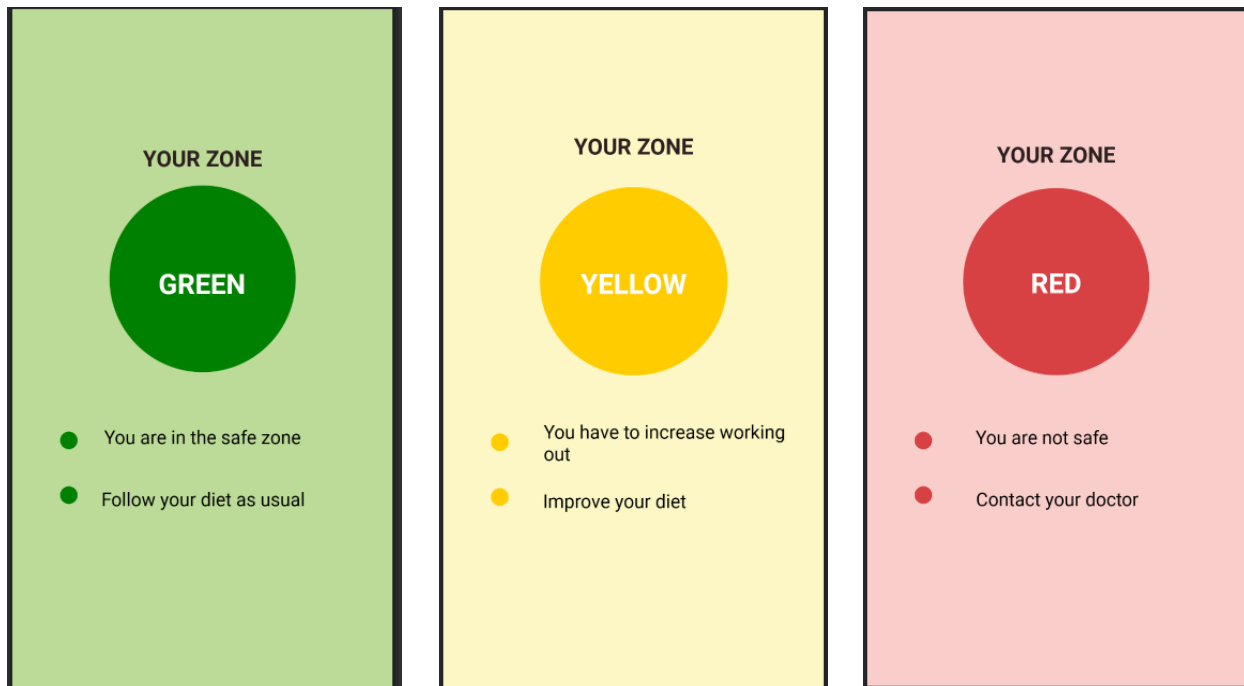 YOUR ZONE
GREEN
You are in the safe zone
Follow your diet as usual
YOUR ZONE
YELLOW
You have to increase working
out
Improve your diet
YOUR ZONE
RED
You are not safe
Contact your doctor